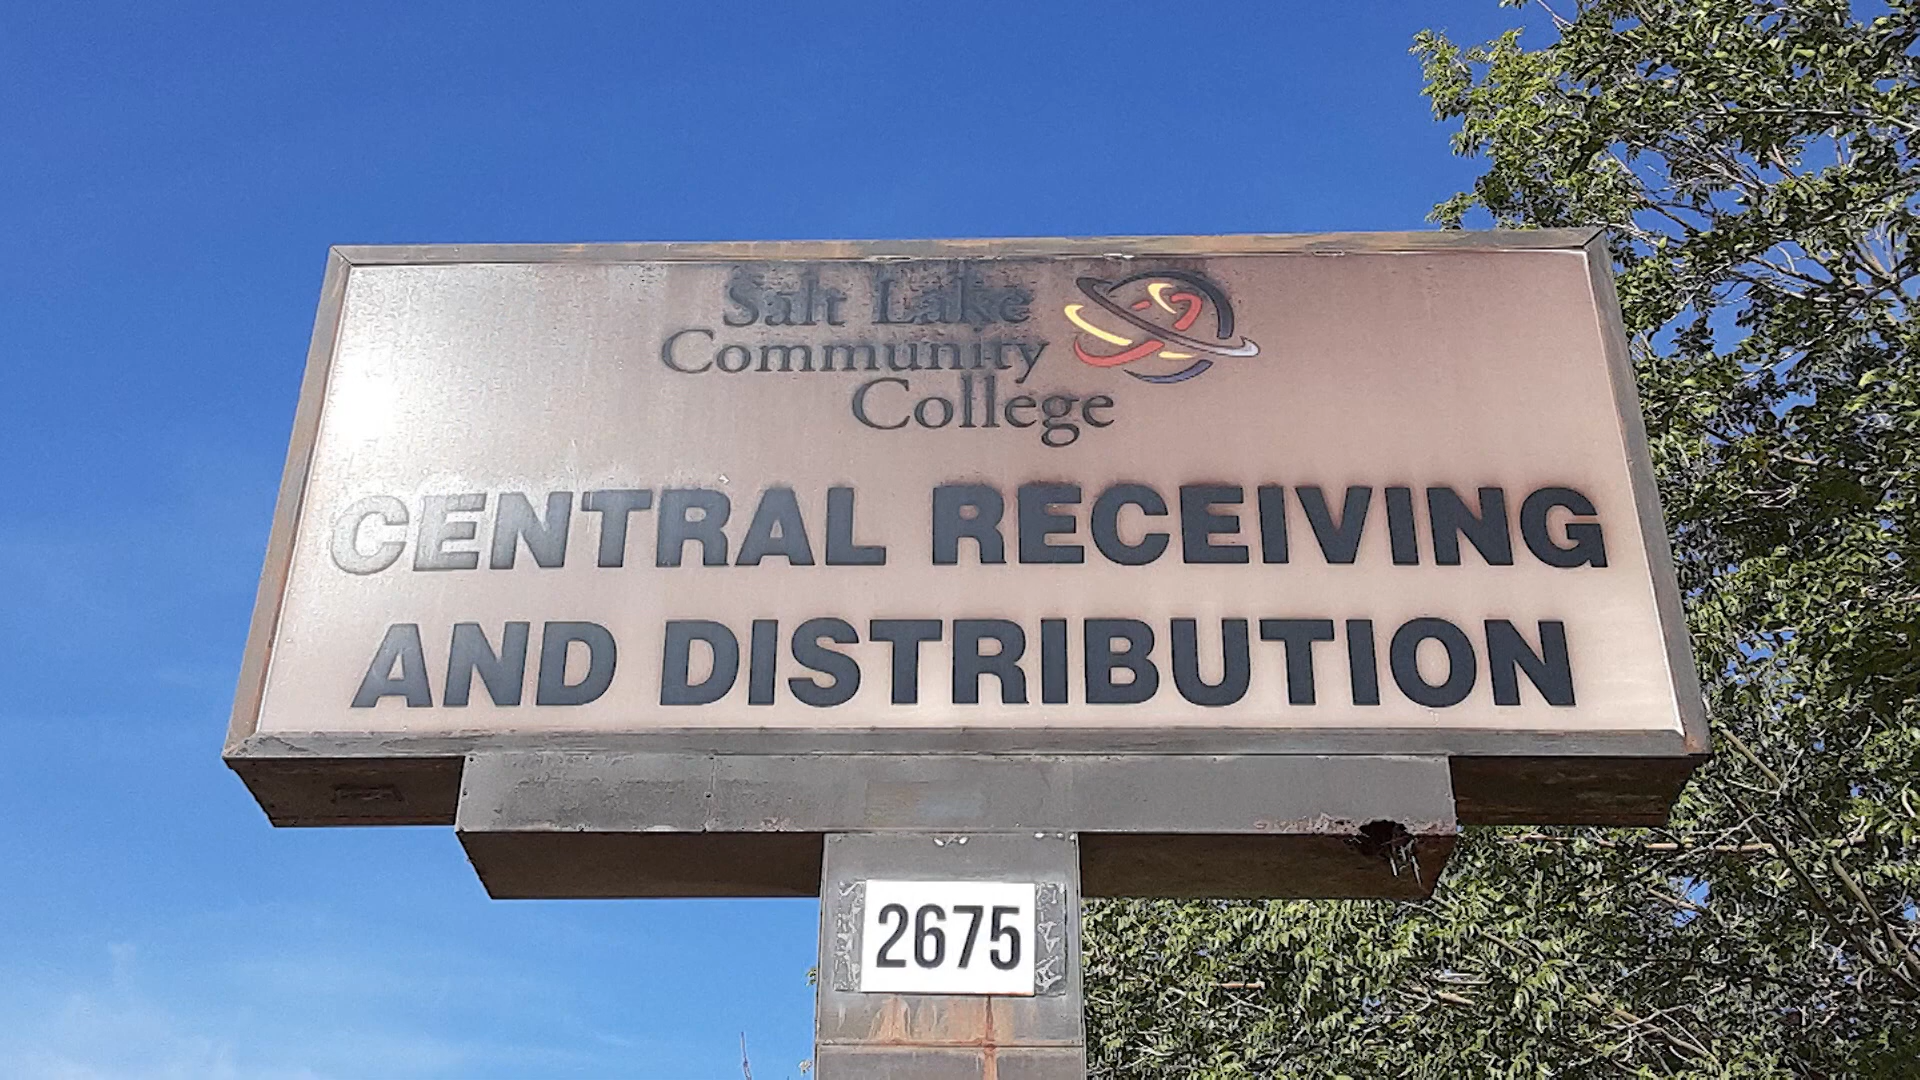 Salt Lake
Community
College
CENTRAL RECEIVING
AND DISTRIBUTION
2675